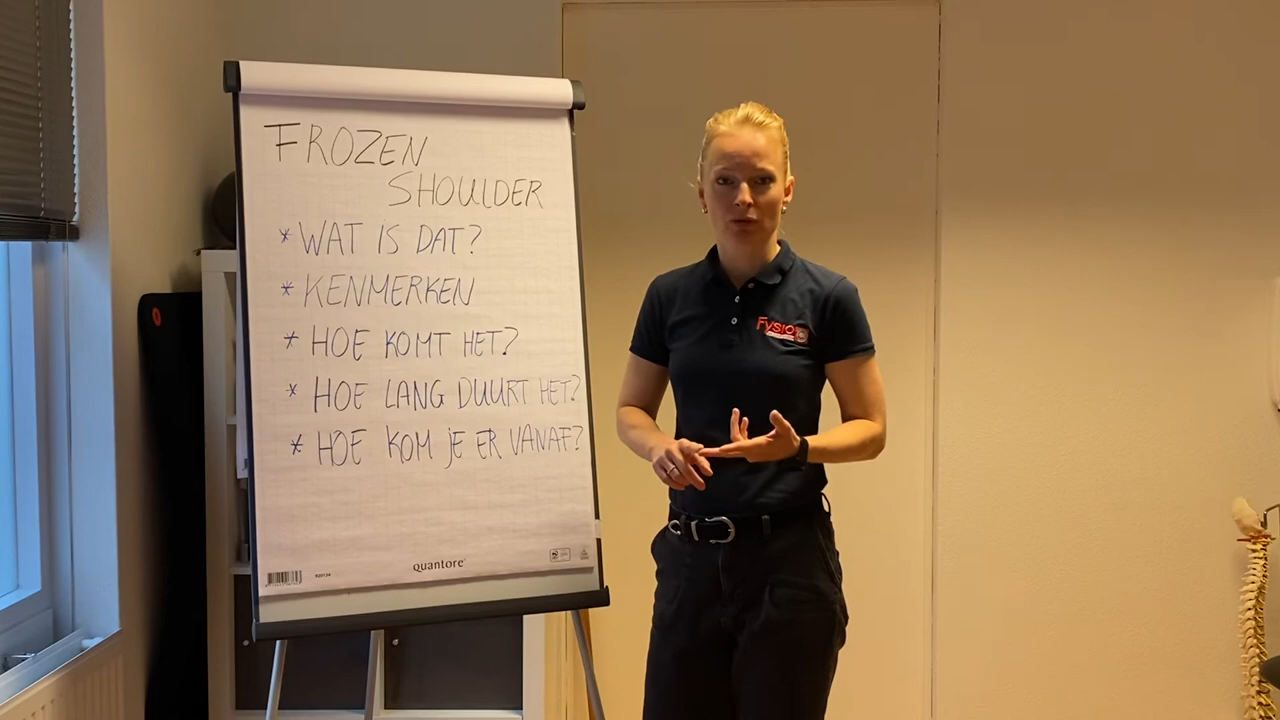 FROZEN
SHOULDER
* WAT IS DAT?
* KENMERKEN
* HOE KOMT HET?
* HOE LANG DUURT HET?
* HOE KOM JE ER VANAF?
quantore
Fysio